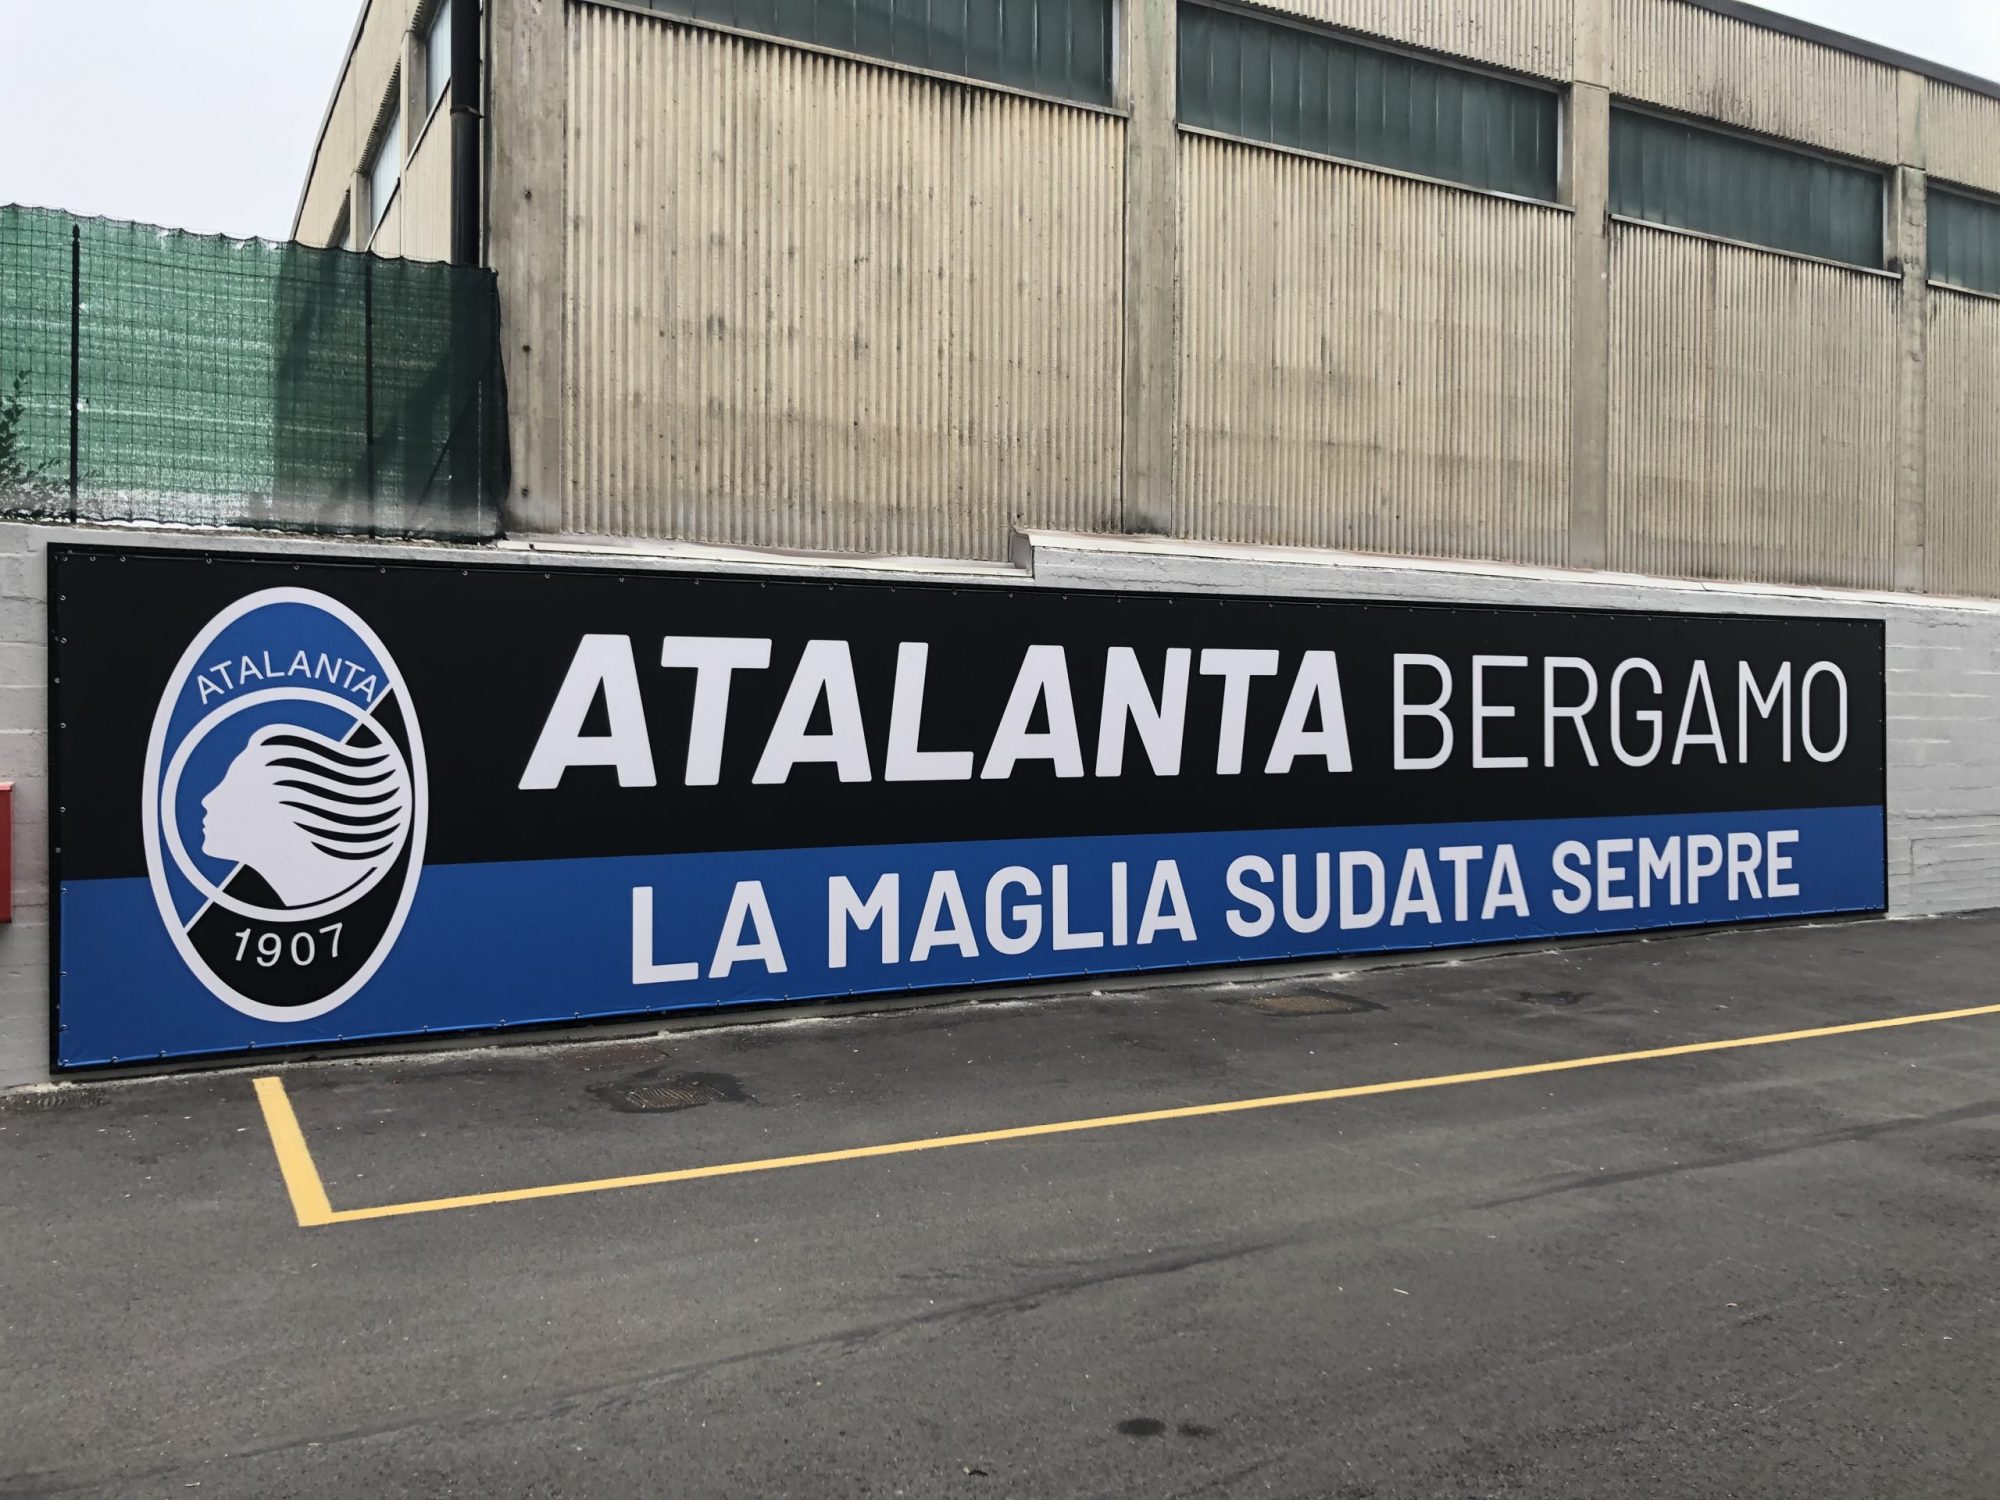 ATALANTA
1907
ATALANTA BERGAMO
LA MAGLIA SUDATA SEMPRE